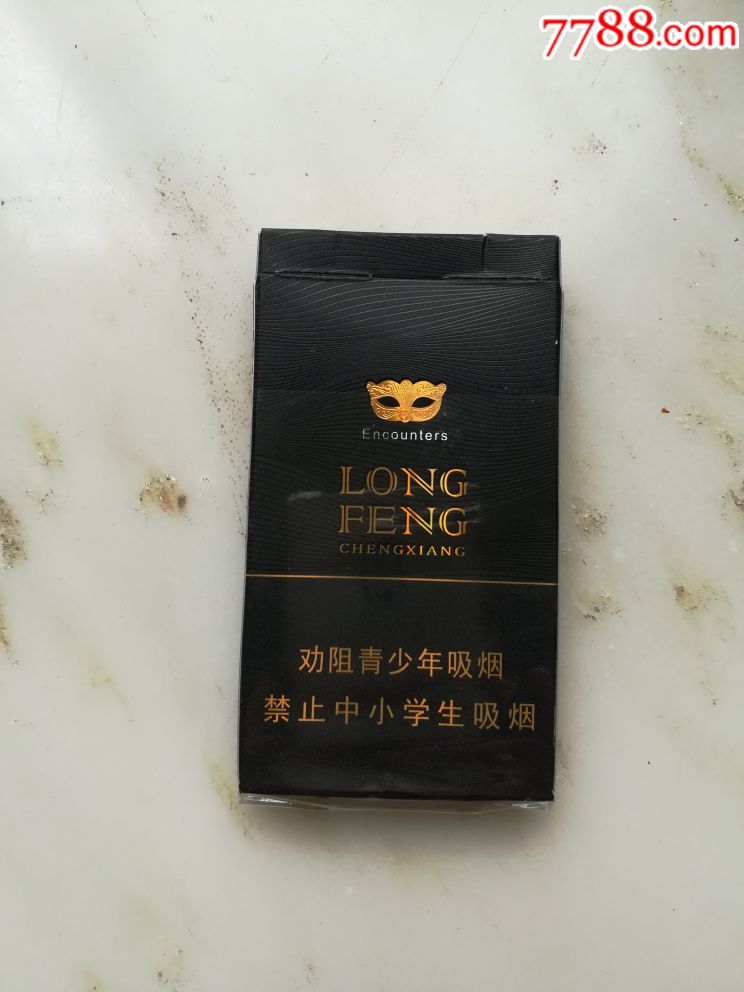 7788.com
Encounters
LONG
FENG
CHENGXIANG
劝阻青少年吸烟
禁止中小学生吸烟